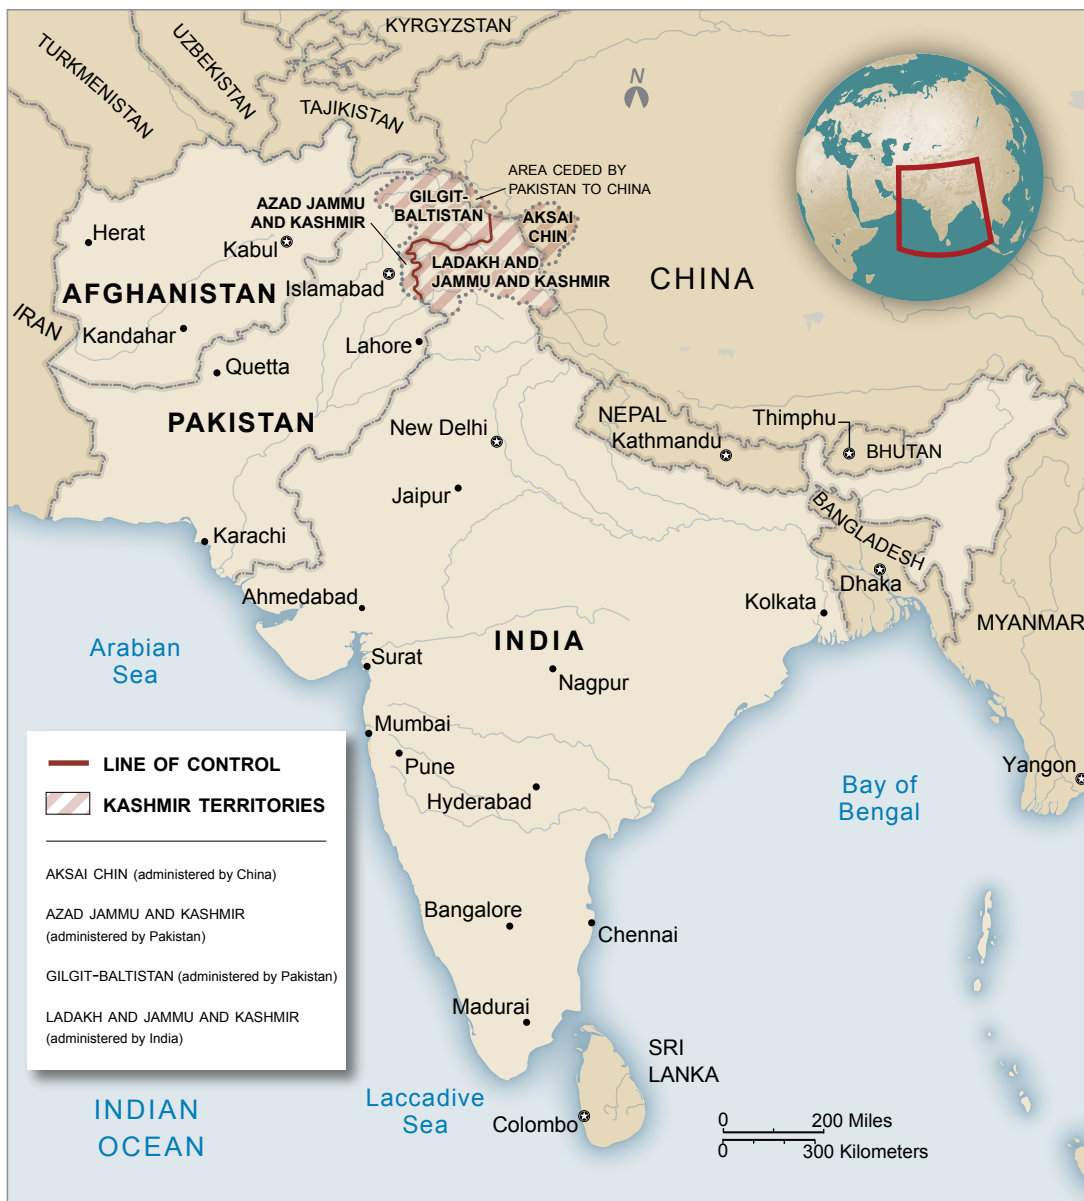 KYRGYZSTAN
UZBEKISTAN
TURKMENISTAN
TAJIKISTAN
N
AREA CEDED BY
PAKISTAN TO CHINA
GILGIT-
BALTISTAN
AZAD JAMMU
AND KASHMIR
AKSAI
CHIN
Herat
Kabul
LADAKH AND
JAMMU AND KASHMIR
Islamabad
CHINA
AFGHANISTAN
IRAN
Kandahar
Lahore
Quetta
PAKISTAN
NEPAL
Thimphu
New Delhi
Kathmandu
BHUTAN
Jaipur
BANGLADESH
Karachi
Dhaka
Ahmedabad
Kolkata
MYANMAR
INDIA
Arabian
Sea
Surat
Nagpur
Mumbai
Pune
Hyderabad
Yangon
Bay of
Bengal
LINE OF CONTROL
KASHMIR TERRITORIES
AKSAI CHIN (administered by China)
AZAD JAMMU AND KASHMIR
(administered by Pakistan)
GILGIT-BALTISTAN (administered by Pakistan)
LADAKH AND JAMMU AND KASHMIR
(administered by India)
Bangalore
Chennai
Madurai
SRI
LANKA
Laccadive
Sea
Colombo
INDIAN
OCEAN
0 200 Miles
0 300 Kilometers